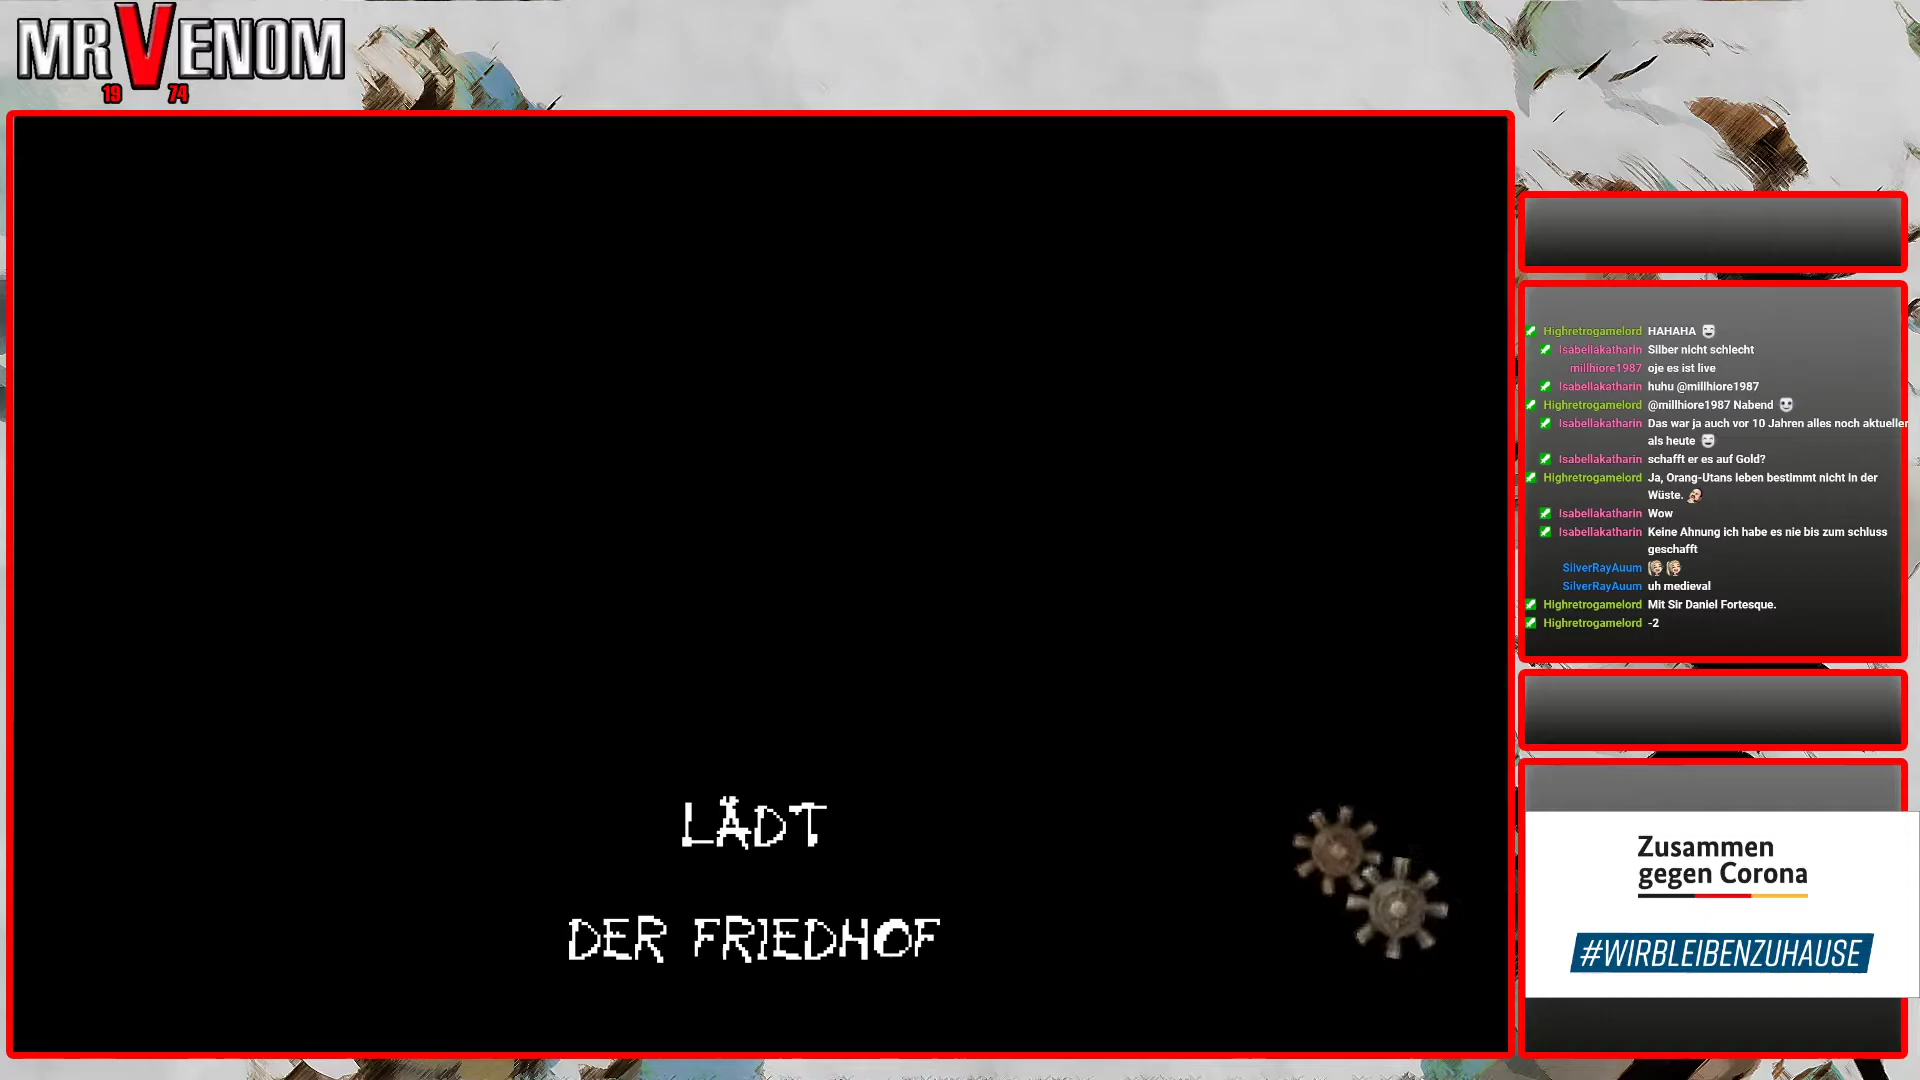 MRVENOM
19 74
Highretrogamelord HAHAHA
Isabellakatharin Silber nicht schlecht
millhiore1987 oje es ist live
Isabellakatharin huhu @millhiore1987
Highretrogamelord @millhiore1987 Nabend
Isabellakatharin Das war ja auch vor 10 Jahren alles noch aktueller
als heute
Isabellakatharin schafft er es auf Gold?
Highretrogamelord Ja, Orang-Utans leben bestimmt nicht in der
Wüste.
Isabellakatharin Wow
Isabellakatharin Keine Ahnung ich habe es nie bis zum schluss
geschafft
SilverRayAuum
SilverRayAuum uh medieval
Highretrogamelord Mit Sir Daniel Fortesque.
Highretrogamelord -2
LÄDT
DER FRIEDHOF
Zusammen
gegen Corona
#WIRBLEIBENZUHAUSE